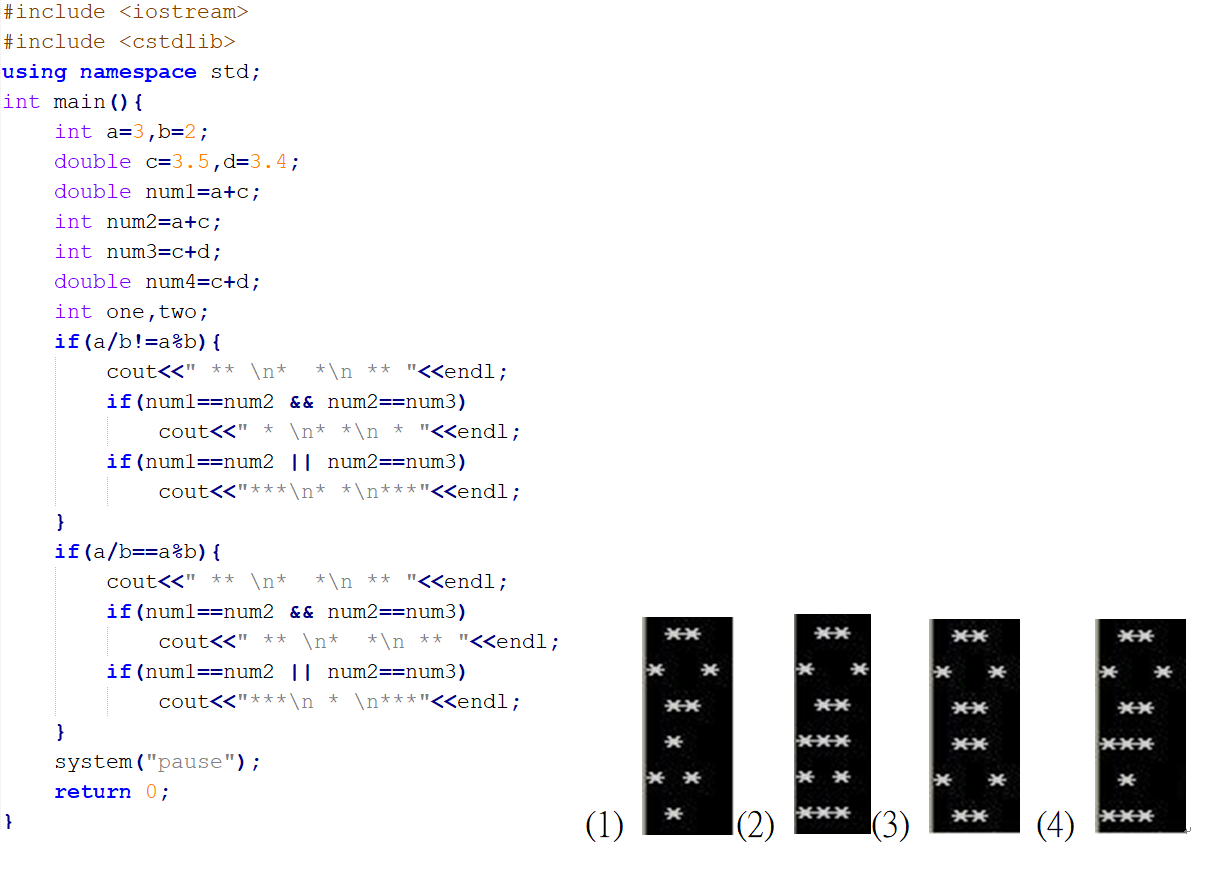 #include <iostream>
#include <cstdlib>
using namespace std;
int main(){
    int a=3,b=2;
    double c=3.5,d=3.4;
    double num1=a+c;
    int num2=a+c;
    int num3=c+d;
    double num4=c+d;
    int one,two;
    if(a/b!=a%b){
        cout<<" ** \n*  *\n ** "<<endl;
        if(num1==num2 && num2==num3)
            cout<<" * \n* *\n * "<<endl;
        if(num1==num2 || num2==num3)
            cout<<"***\n* *\n***"<<endl;
    }
    if(a/b==a%b){
        cout<<" ** \n*  *\n ** "<<endl;
        if(num1==num2 && num2==num3)
            cout<<" ** \n*  *\n ** "<<endl;
        if(num1==num2 || num2==num3)
            cout<<"***\n * \n***"<<endl;
    }
    system("pause");
    return 0;
}
(1)
 **
*  *
 **
 *
* *
 *
(2)
 **
*  *
 **
***
* *
***
(3)
 **
*  *
 **
 **
*  *
 **
(4)
 **
*  *
 **
***
 *
***